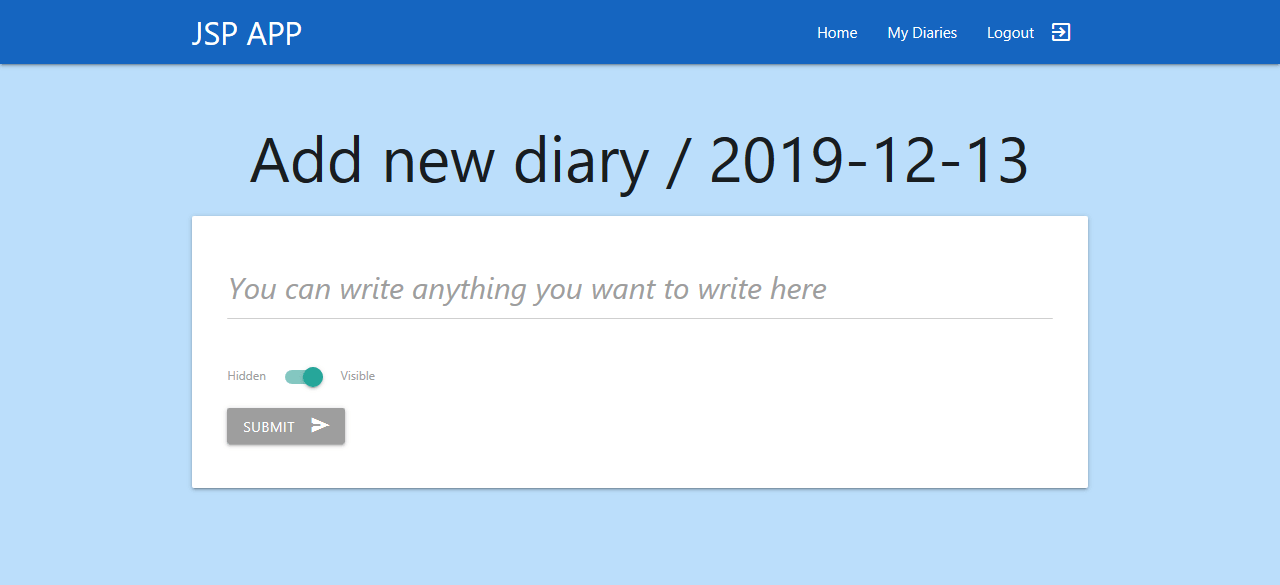 JSP APP
Home My Diaries Logout
Add new diary / 2019-12-13
You can write anything you want to write here
Hidden Visible
SUBMIT